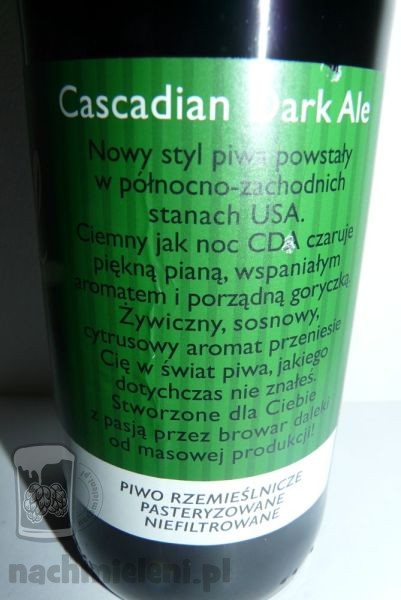 Cascadian Dark Ale
Nowy styl piwa powstały
w północno-zachodnich
stanach USA.
Ciemny jak noc CDA czaruje
piękną pianą, wspaniałym
aromatem i porządną goryczką.
Żywiczny, sosnowy,
cytrusowy aromat przeniesie
Cię w świat piwa, jakiego
dotychczas nie znałeś.
Stworzone dla Ciebie
z pasją przez browar daleki
od masowej produkcji!
PIWO RZEMIEŚLNICZE
PASTERYZOWANE
NIEFILTROWANE
nachmieleni.pl